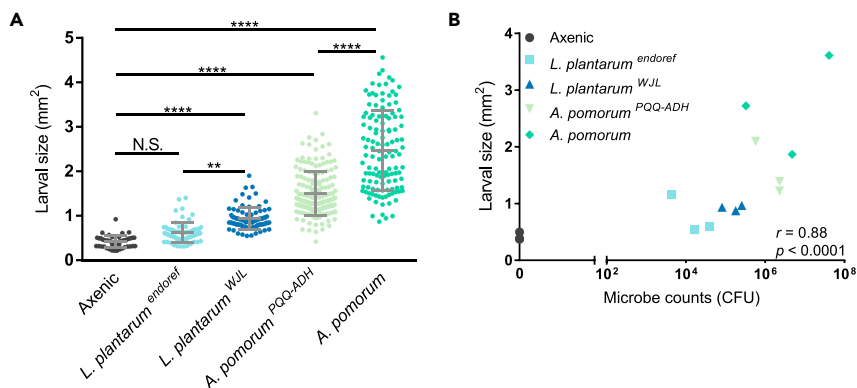 A
****
****
****
****
N.S.
**
Larval size (mm²)
5
4
3
2
1
0
Axenic
L. plantarum endoref
L. plantarum WJL
A. pomorum PQQ-ADH
A. pomorum
B
Axenic
L. plantarum endoref
L. plantarum WJL
A. pomorum PQQ-ADH
A. pomorum
Larval size (mm²)
4
3
2
1
0
r = 0.88
p < 0.0001
0 10² 10⁴ 10⁶ 10⁸
Microbe counts (CFU)